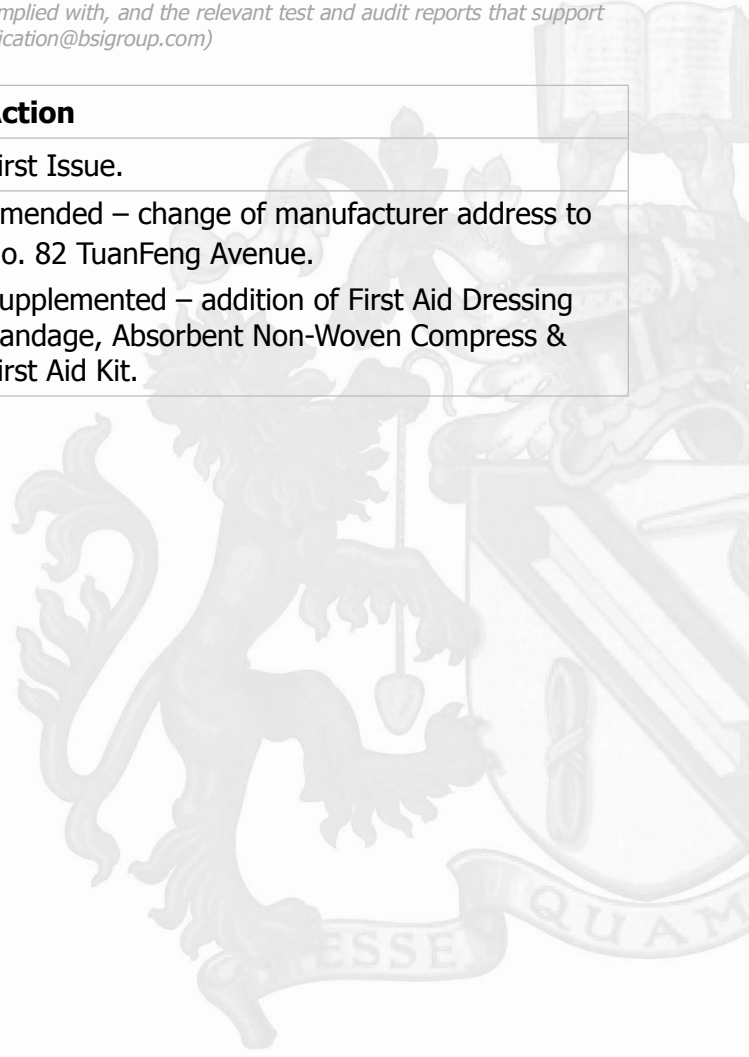 mplied with, and the relevant test and audit reports that support
ication@bsigroup.com)
ction
irst Issue.
mended – change of manufacturer address to
o. 82 TuanFeng Avenue.
upplemented – addition of First Aid Dressing
andage, Absorbent Non-Woven Compress &
irst Aid Kit.
ESSE QUAM